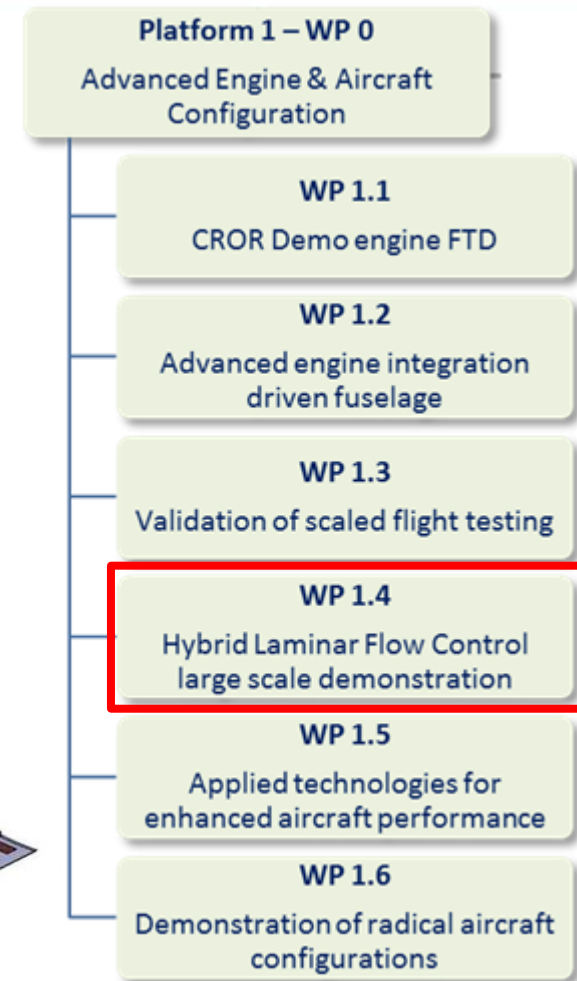 Platform 1 – WP 0
Advanced Engine & Aircraft
Configuration
WP 1.1
CROR Demo engine FTD
WP 1.2
Advanced engine integration
driven fuselage
WP 1.3
Validation of scaled flight testing
WP 1.4
Hybrid Laminar Flow Control
large scale demonstration
WP 1.5
Applied technologies for
enhanced aircraft performance
WP 1.6
Demonstration of radical aircraft
configurations